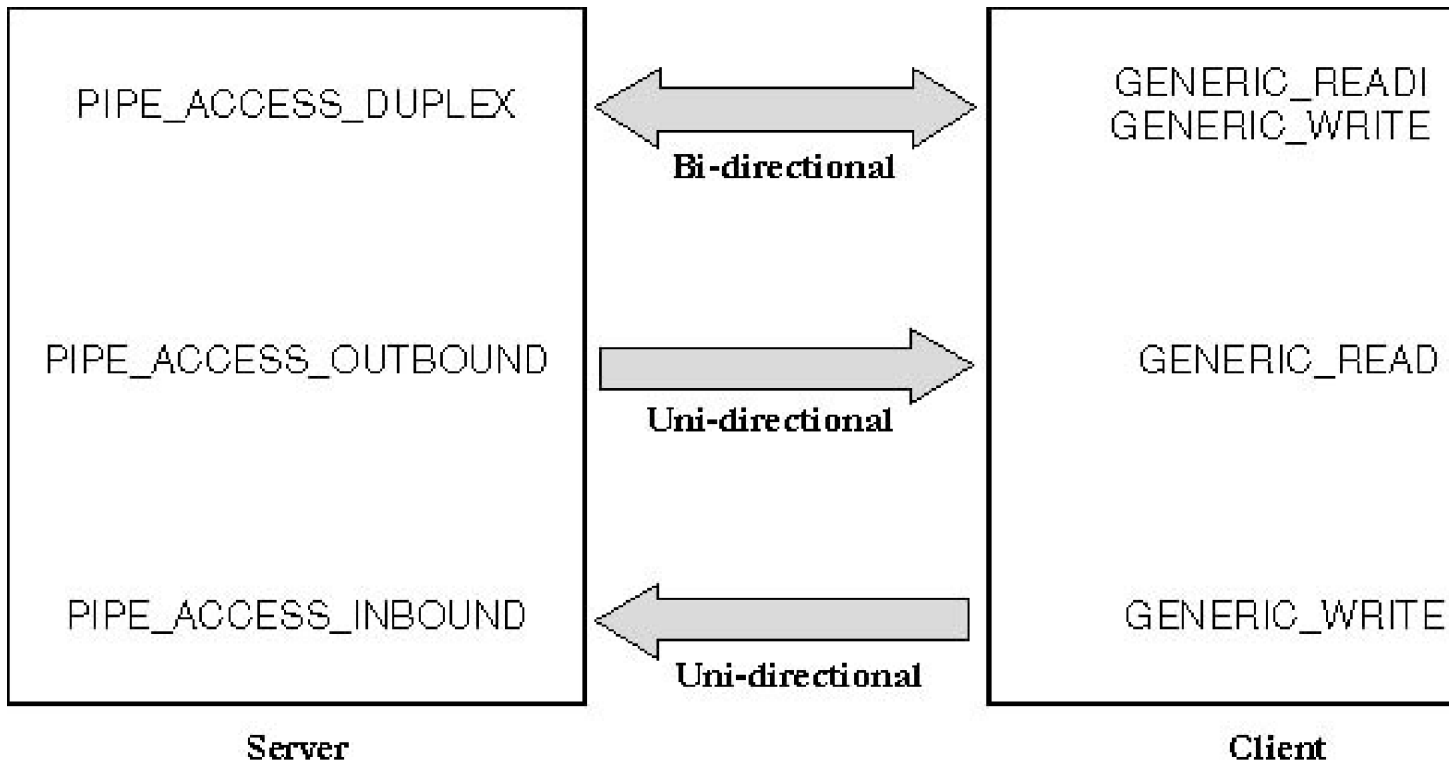 PIPE_ACCESS_DUPLEX
GENERIC_READI
GENERIC_WRITE
Bi-directional
PIPE_ACCESS_OUTBOUND
GENERIC_READ
Uni-directional
PIPE_ACCESS_INBOUND
GENERIC_WRITE
Uni-directional
Server
Client